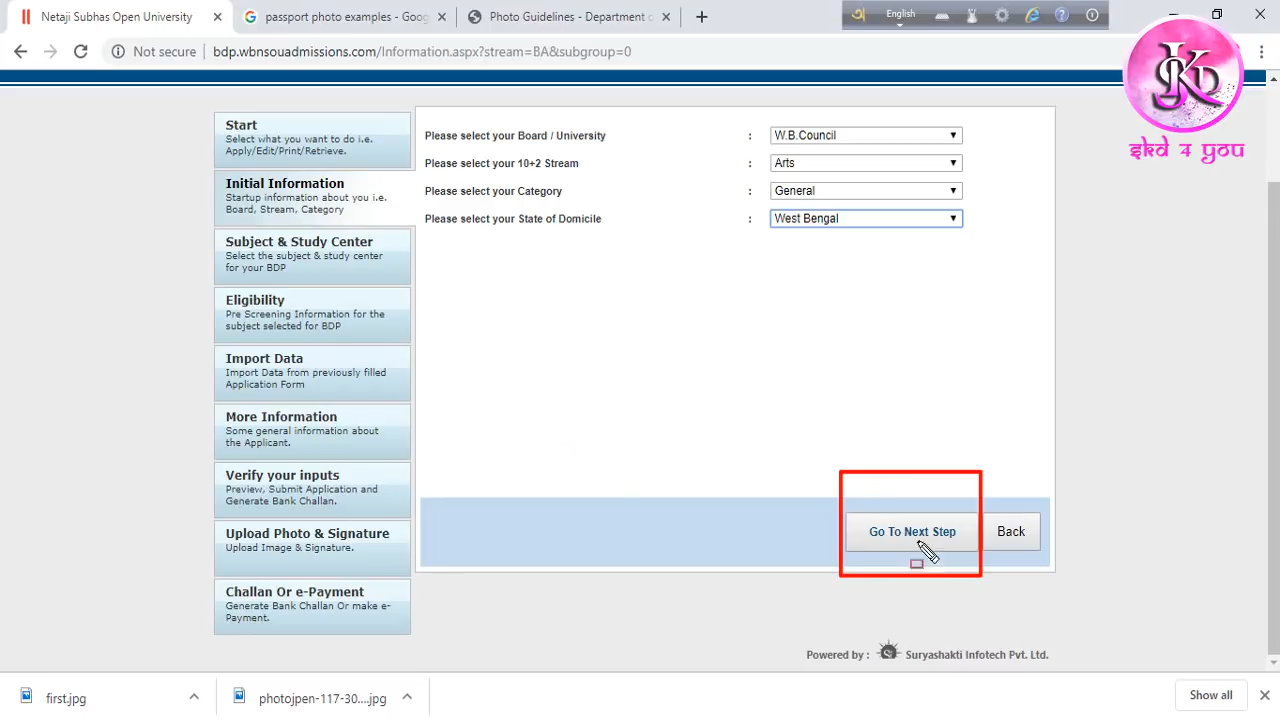 Netaji Subhas Open University
passport photo examples - Goog
Photo Guidelines - Department o
অ English
Not secure | bdp.wbnsouadmissions.com/Information.aspx?stream=BA&subgroup=0
SKD
SKD 4 YOU
Start
Select what you want to do i.e.
Apply/Edit/Print/Retrieve.
Initial Information
Startup information about you i.e.
Board, Stream, Category
Subject & Study Center
Select the subject & study center
for your BDP
Eligibility
Pre Screening Information for the
subject selected for BDP
Import Data
Import Data from previously filled
Application Form
More Information
Some general information about
the Applicant.
Verify your inputs
Preview, Submit Application and
Generate Bank Challan.
Upload Photo & Signature
Upload Image & Signature.
Challan Or e-Payment
Generate Bank Challan Or make e-
Payment.
Please select your Board / University : W.B.Council
Please select your 10+2 Stream : Arts
Please select your Category : General
Please select your State of Domicile : West Bengal
Go To Next Step
Back
Powered by : Suryashakti Infotech Pvt. Ltd.
first.jpg
photojpen-117-30....jpg
Show all